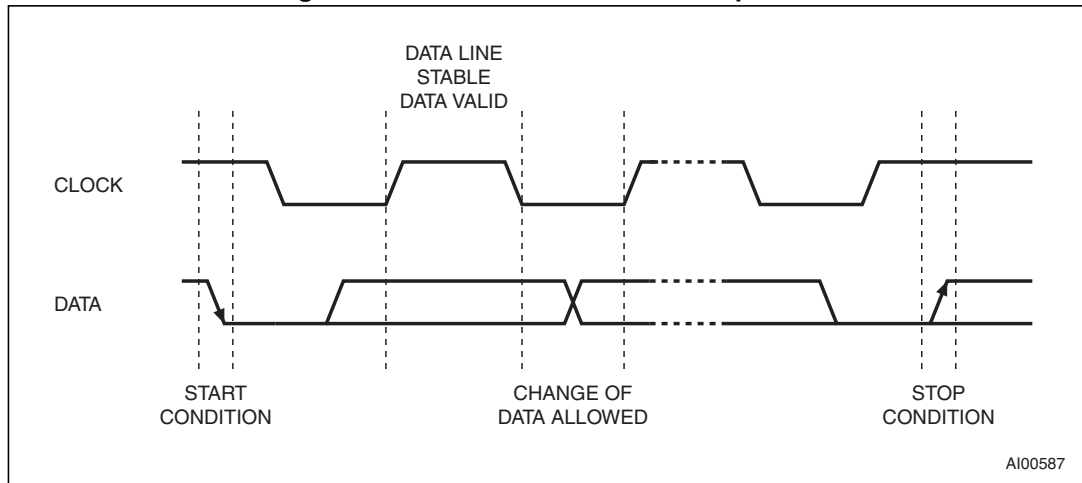 DATA LINE
STABLE
DATA VALID
CLOCK
DATA
START
CONDITION
CHANGE OF
DATA ALLOWED
STOP
CONDITION
AI00587